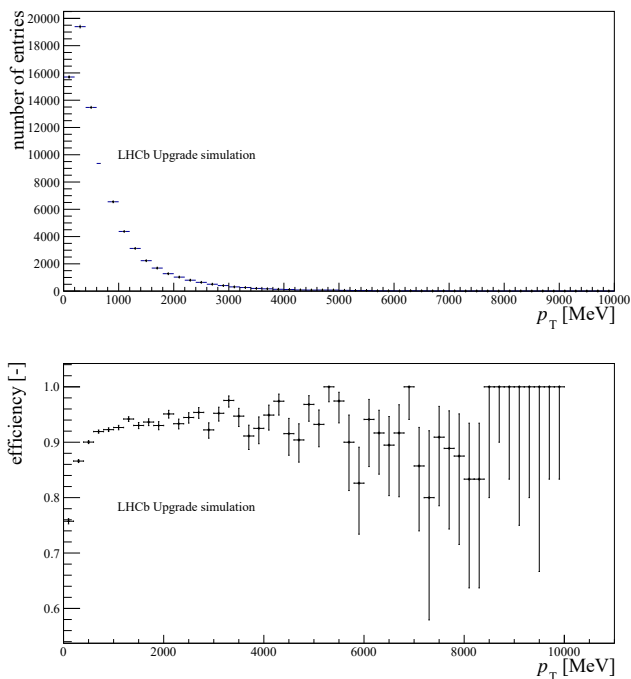 number of entries
20000
18000
16000
14000
12000
10000
8000
6000
4000
2000
0
LHCb Upgrade simulation
0 1000 2000 3000 4000 5000 6000 7000 8000 9000 10000
p_T [MeV]
efficiency [-]
1.0
0.9
0.8
0.7
0.6
LHCb Upgrade simulation
0 2000 4000 6000 8000 10000
p_T [MeV]